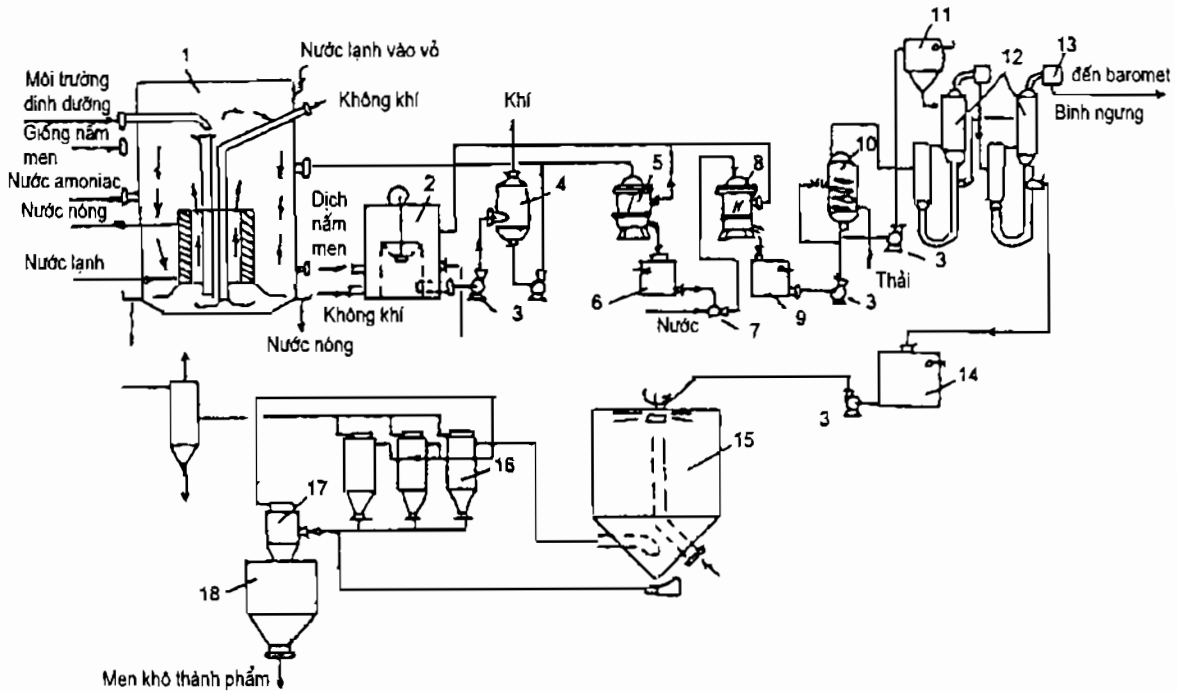 1
Nước lạnh vào vỏ
Môi trường
dinh dưỡng
Không khí
Giống nấm
men
Nước amoniac
Nước nóng
Nước lạnh
Dịch
nấm
men
Không khí
Nước nóng
2
Khí
4
3
5
6
Nước
7
8
9
3
10
Thải
3
11
12
13
đến baromet
Bình ngưng
14
3
15
16
17
18
Men khô thành phẩm